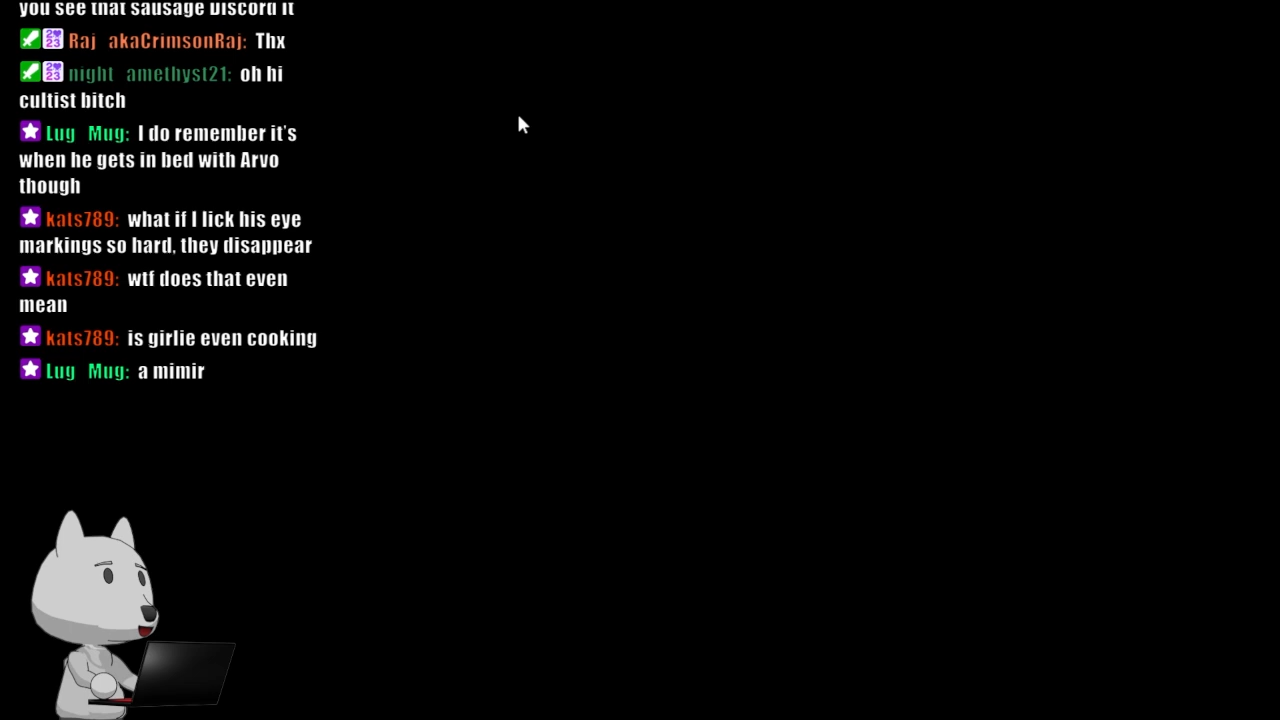 you see that sausage Discord it
Raj akaCrimsonRaj: Thx
night amethyst21: oh hi
cultist bitch
Lug Mug: I do remember it's
when he gets in bed with Arvo
though
kats789: what if I lick his eye
markings so hard, they disappear
kats789: wtf does that even
mean
kats789: is girlie even cooking
Lug Mug: a mimir